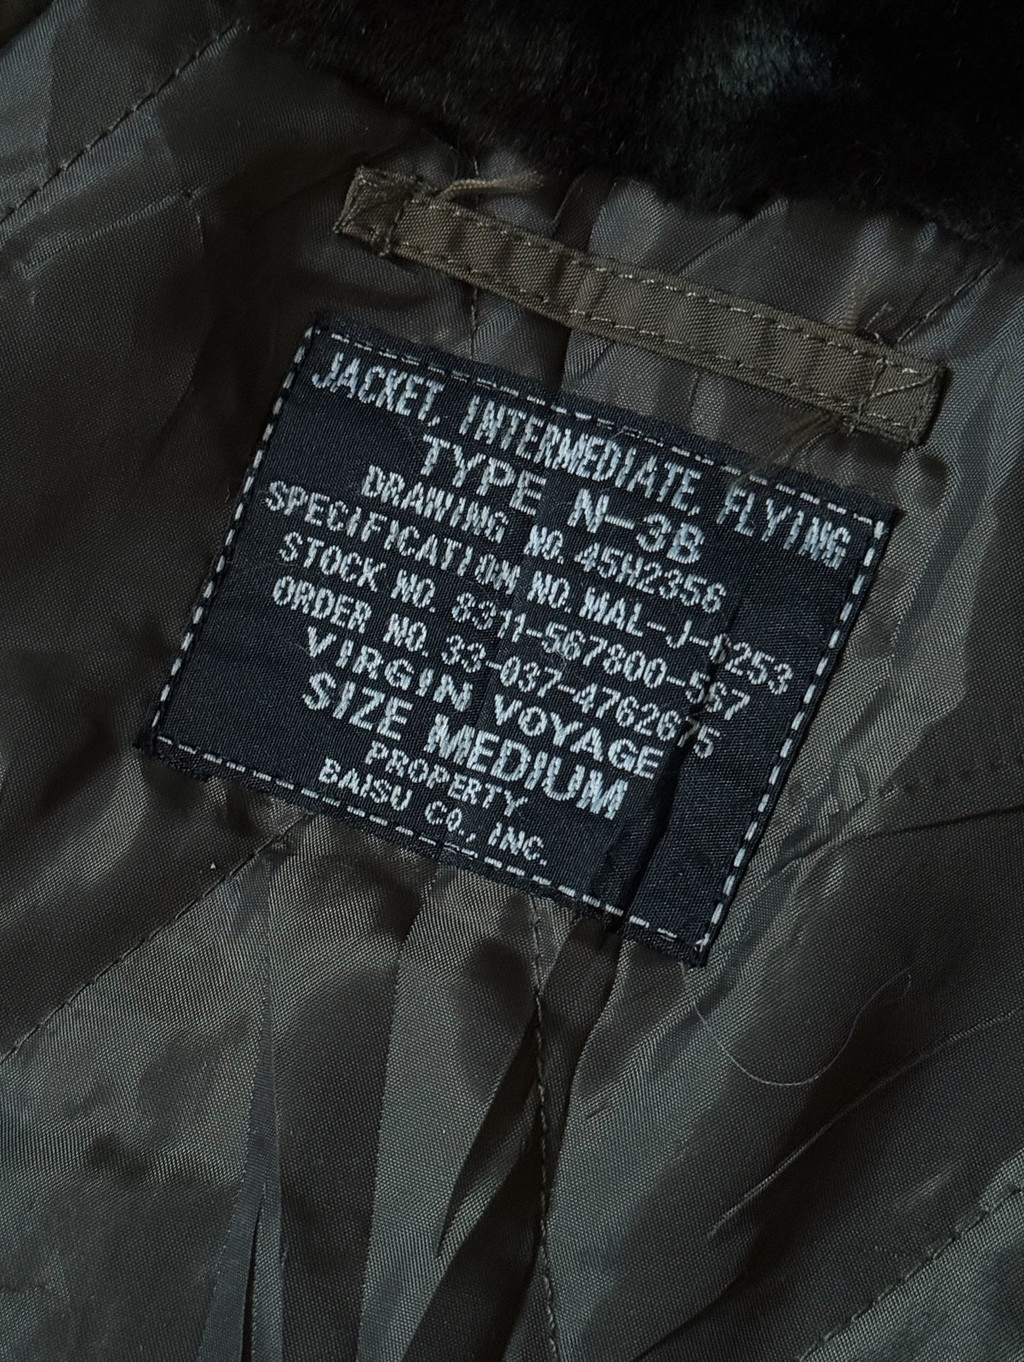 JACKET, INTERMEDIATE, FLYING
TYPE N-3B
DRAWING NO. 45H2356
SPECIFICATION NO. MAL-J-6253
STOCK NO. 8311-567800-567
ORDER NO. 33-037-4762675
VIRGIN VOYAGE
SIZE MEDIUM
PROPERTY
BAISU CO., INC.